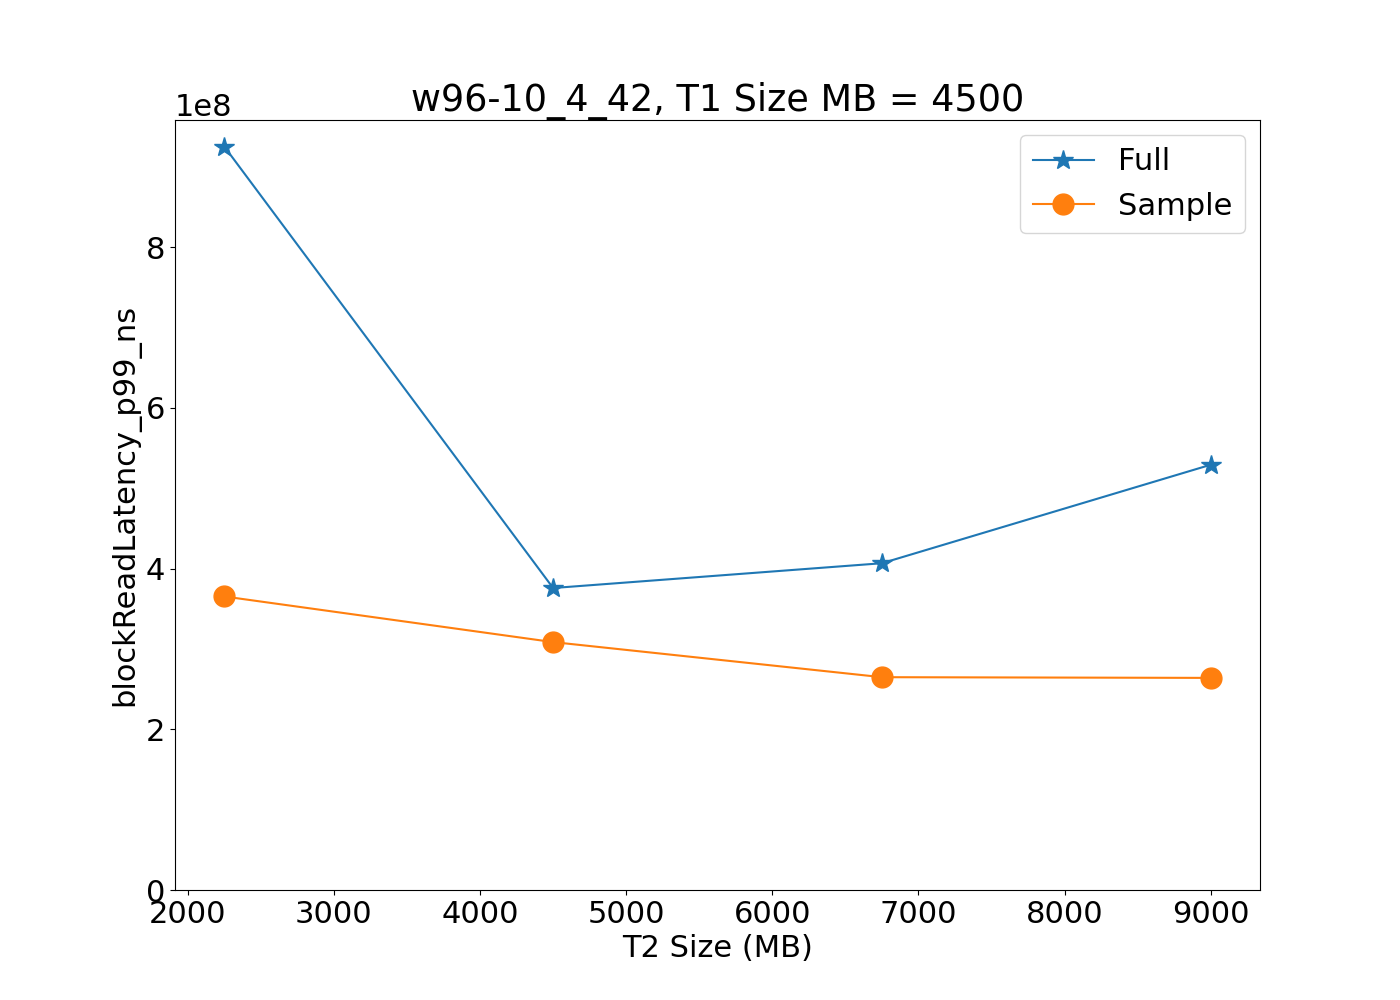 w96-10_4_42, T1 Size MB = 4500
1e8
Full
Sample
8
6
4
2
0
blockReadLatency_p99_ns
2000 3000 4000 5000 6000 7000 8000 9000
T2 Size (MB)